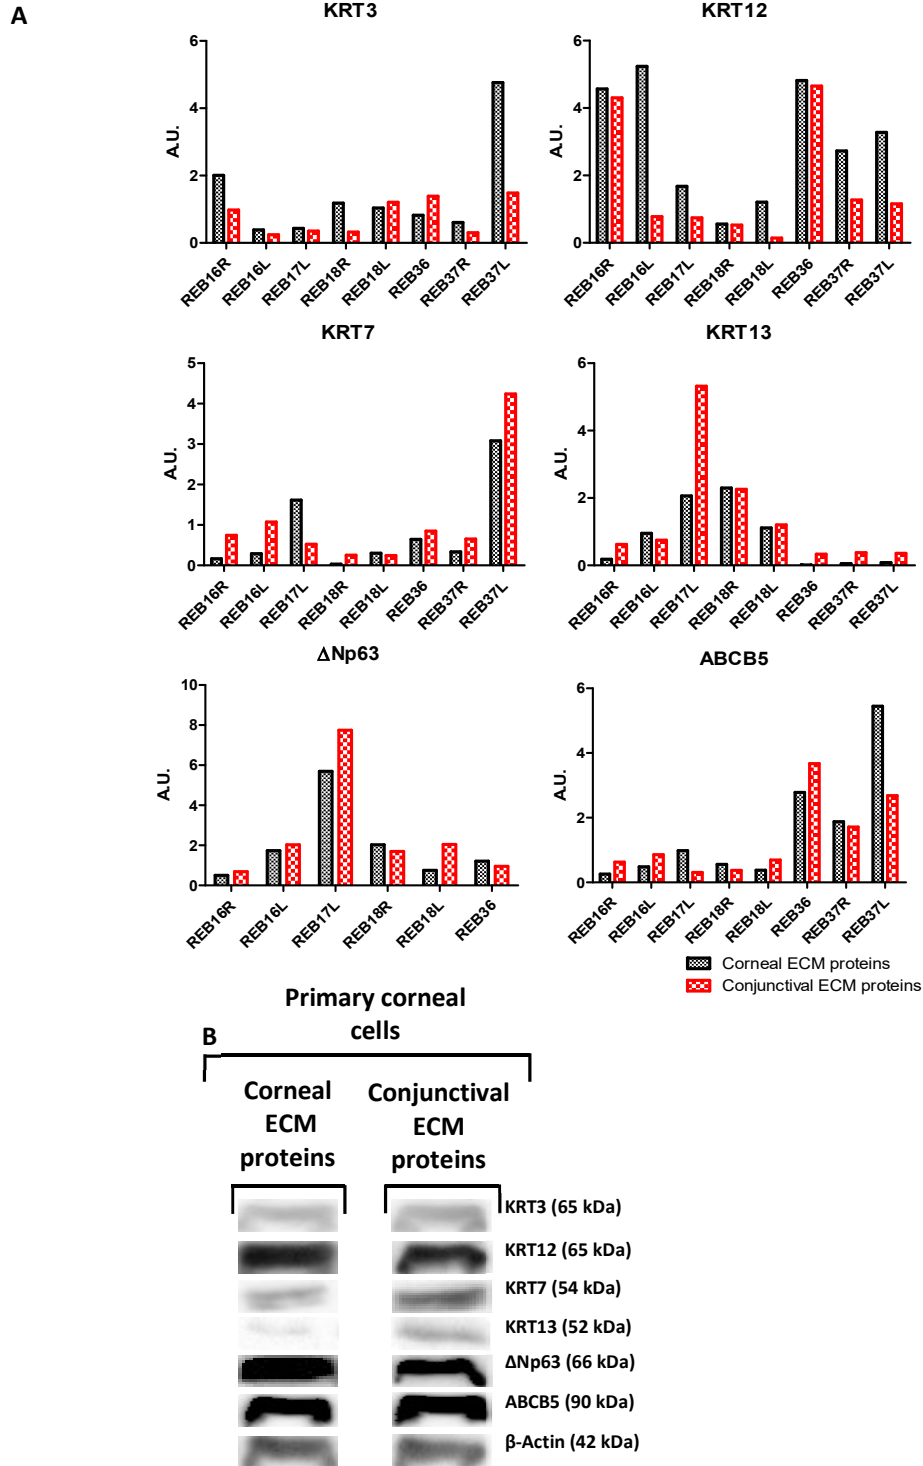 A
KRT3
6
4
2
0
A.U.
REB16R
REB16L
REB17L
REB18R
REB18L
REB36
REB37R
REB37L
KRT12
6
4
2
0
A.U.
REB16R
REB16L
REB17L
REB18R
REB18L
REB36
REB37R
REB37L
KRT7
5
4
3
2
1
0
A.U.
REB16R
REB16L
REB17L
REB18R
REB18L
REB36
REB37R
REB37L
KRT13
6
4
2
0
A.U.
REB16R
REB16L
REB17L
REB18R
REB18L
REB36
REB37R
REB37L
ΔNp63
10
8
6
4
2
0
A.U.
REB16R
REB16L
REB17L
REB18R
REB18L
REB36
ABCB5
6
4
2
0
A.U.
REB16R
REB16L
REB17L
REB18R
REB18L
REB36
REB37R
REB37L
Corneal ECM proteins
Conjunctival ECM proteins
B
Primary corneal
cells
Corneal
ECM
proteins
Conjunctival
ECM
proteins
KRT3 (65 kDa)
KRT12 (65 kDa)
KRT7 (54 kDa)
KRT13 (52 kDa)
ΔNp63 (66 kDa)
ABCB5 (90 kDa)
β-Actin (42 kDa)